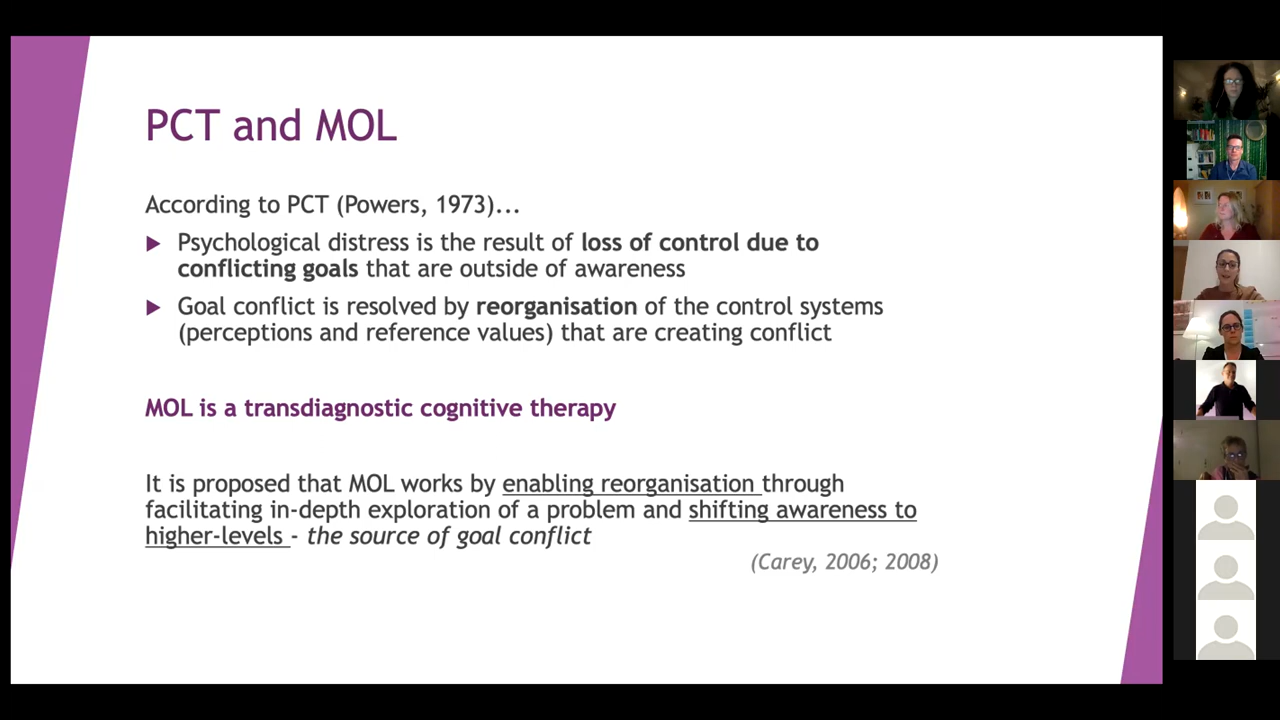 PCT and MOL
According to PCT (Powers, 1973)...
Psychological distress is the result of loss of control due to
conflicting goals that are outside of awareness
Goal conflict is resolved by reorganisation of the control systems
(perceptions and reference values) that are creating conflict
MOL is a transdiagnostic cognitive therapy
It is proposed that MOL works by enabling reorganisation through
facilitating in-depth exploration of a problem and shifting awareness to
higher-levels - the source of goal conflict
(Carey, 2006; 2008)